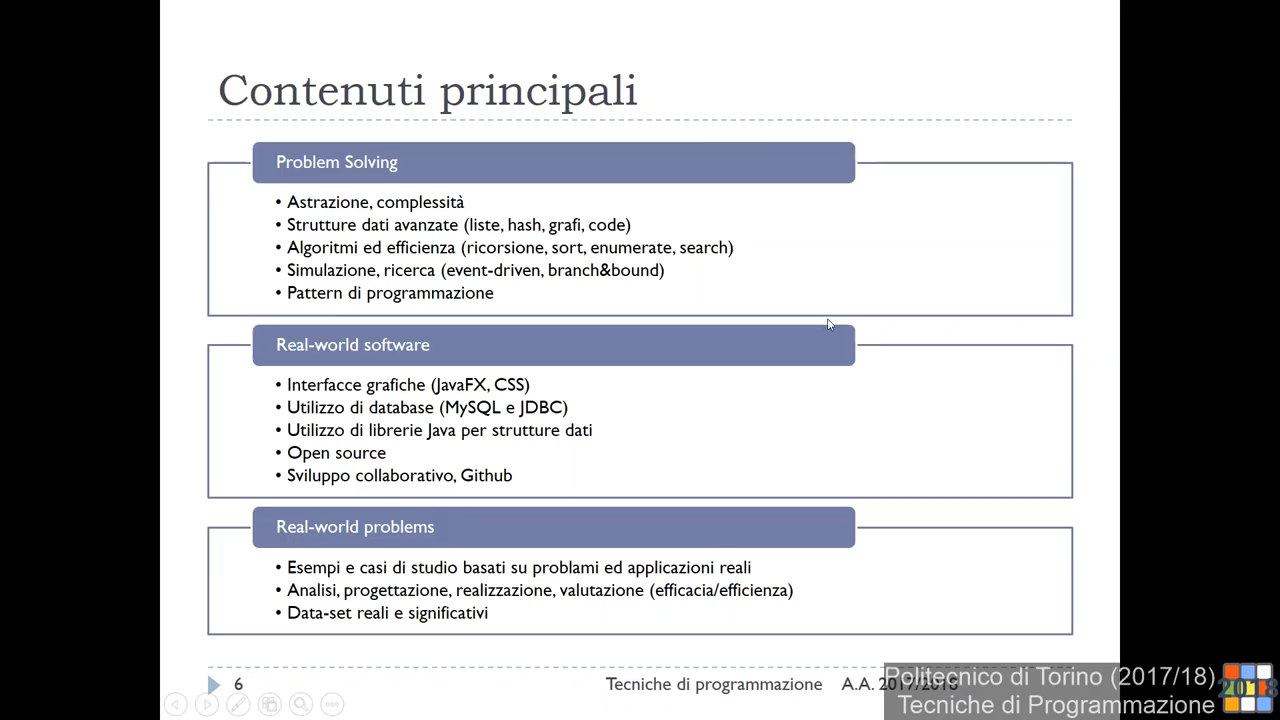 Contenuti principali
Problem Solving
• Astrazione, complessità
• Strutture dati avanzate (liste, hash, grafi, code)
• Algoritmi ed efficienza (ricorsione, sort, enumerate, search)
• Simulazione, ricerca (event-driven, branch&bound)
• Pattern di programmazione
Real-world software
• Interfacce grafiche (JavaFX, CSS)
• Utilizzo di database (MySQL e JDBC)
• Utilizzo di librerie Java per strutture dati
• Open source
• Sviluppo collaborativo, Github
Real-world problems
• Esempi e casi di studio basati su problami ed applicazioni reali
• Analisi, progettazione, realizzazione, valutazione (efficacia/efficienza)
• Data-set reali e significativi
6 Tecniche di programmazione A.A. 2017/2018
Politecnico di Torino (2017/18)
Tecniche di Programmazione
2018